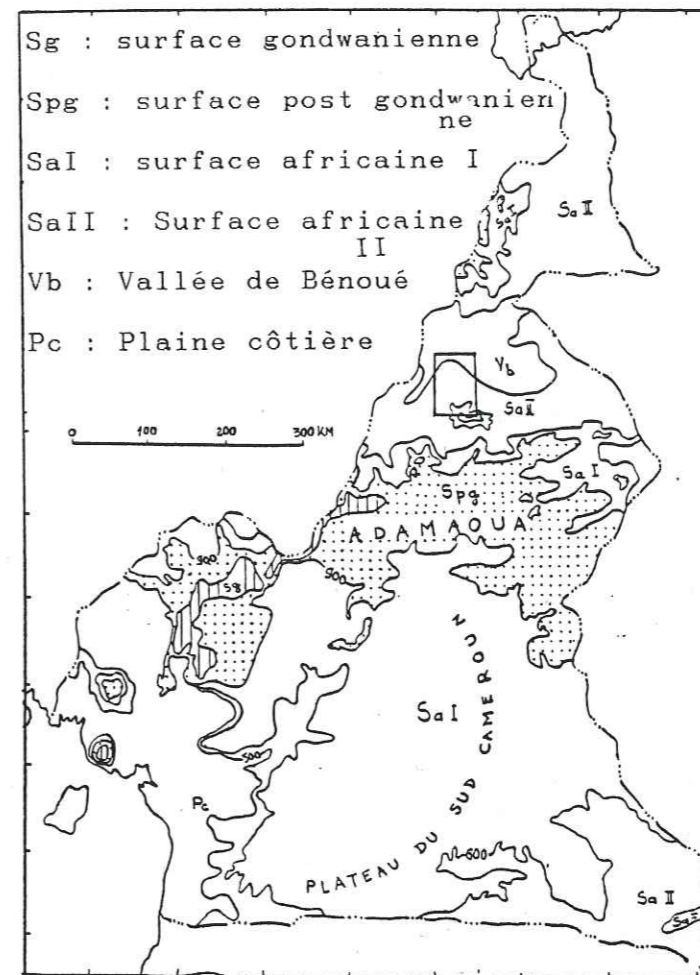 Sg : surface gondwanienne
Spg : surface post gondwanien
ne
SaI : surface africaine I
SaII : Surface africaine
II
Vb : Vallée de Bénoué
Pc : Plaine côtière
0 100 200 300 KM
Sa II
Sa I
Vb
Sa II
Sa I
Spg
ADAMAOUA
900
900
Sg
Sa I
500
Pc
PLATEAU DU SUD CAMEROUN
600
Sa II